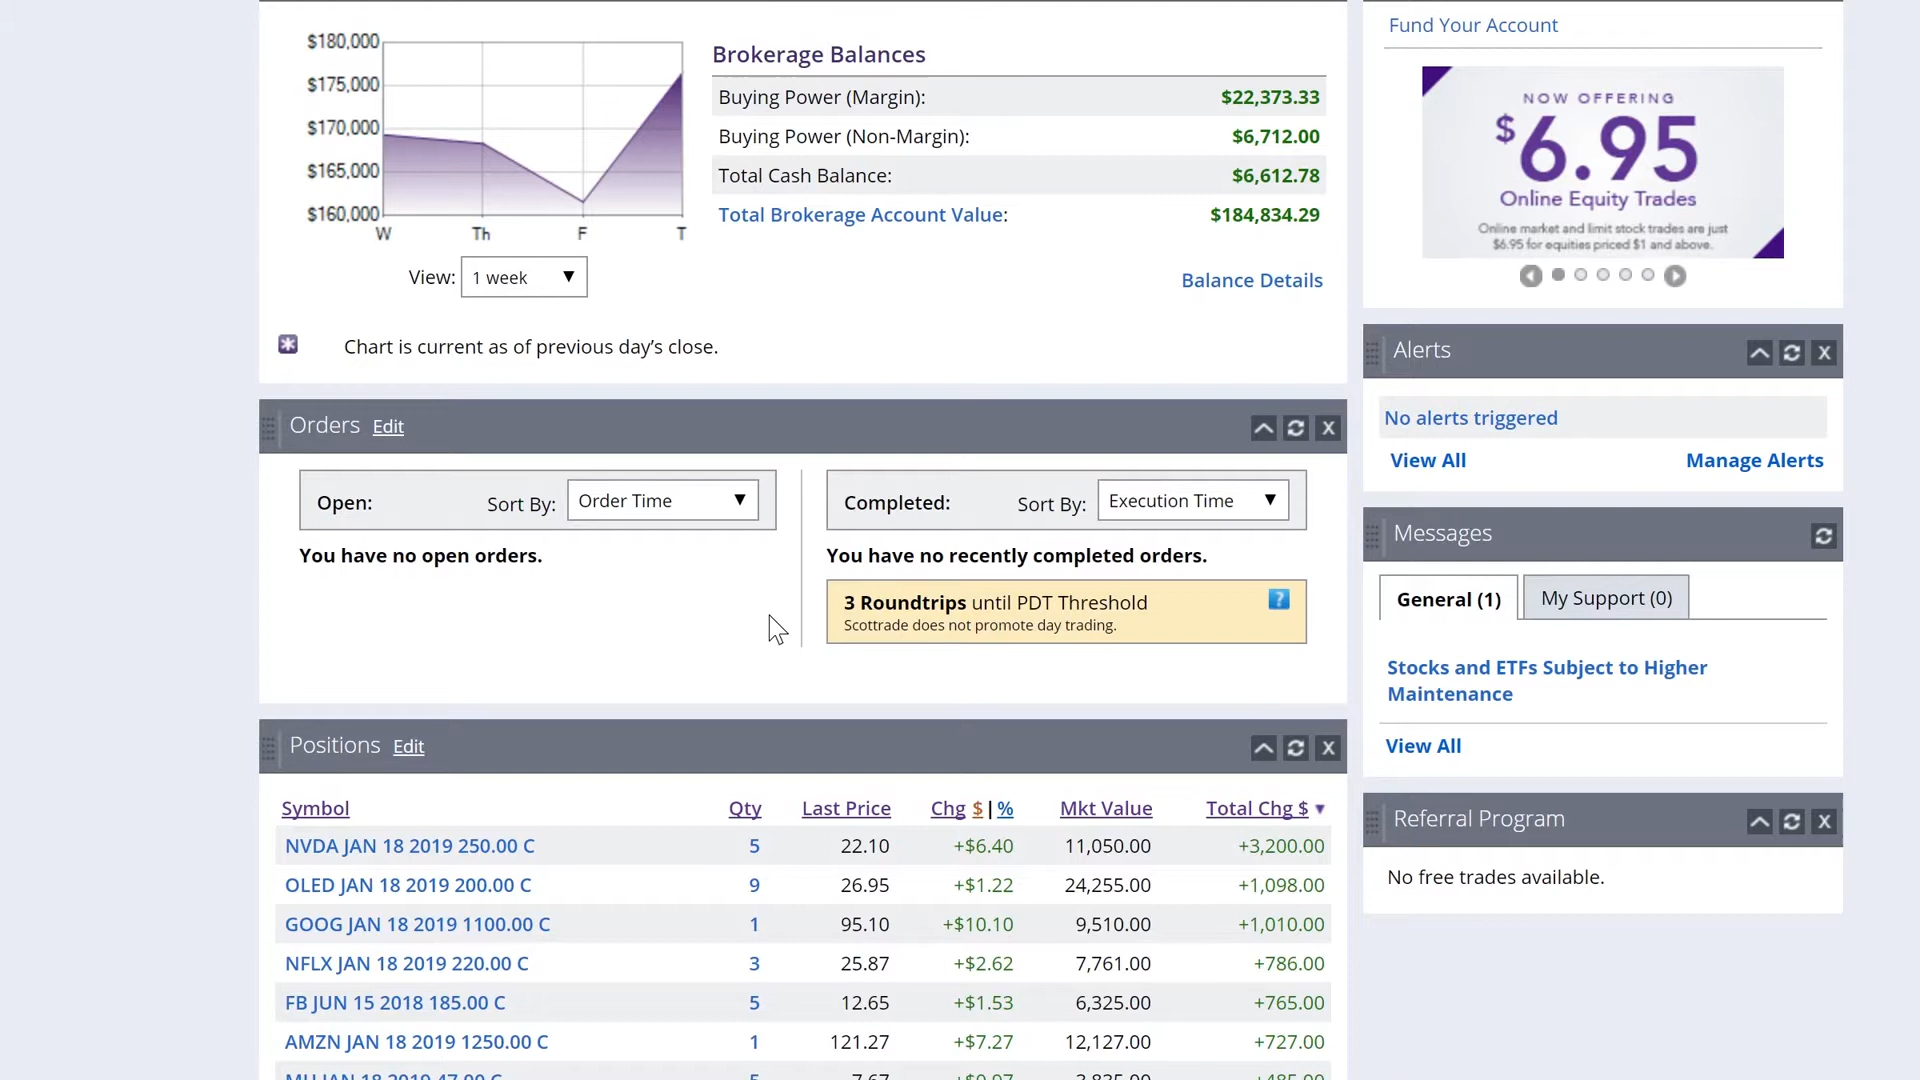 $180,000
$175,000
$170,000
$165,000
$160,000
W Th F T
View: 1 week
Chart is current as of previous day's close.
Brokerage Balances
Buying Power (Margin): $22,373.33
Buying Power (Non-Margin): $6,712.00
Total Cash Balance: $6,612.78
Total Brokerage Account Value: $184,834.29
Balance Details
Orders Edit
Open: Sort By: Order Time
You have no open orders.
Completed: Sort By: Execution Time
You have no recently completed orders.
3 Roundtrips until PDT Threshold
Scottrade does not promote day trading.
Positions Edit
Symbol Qty Last Price Chg $ | % Mkt Value Total Chg $
NVDA JAN 18 2019 250.00 C 5 22.10 +$6.40 11,050.00 +3,200.00
OLED JAN 18 2019 200.00 C 9 26.95 +$1.22 24,255.00 +1,098.00
GOOG JAN 18 2019 1100.00 C 1 95.10 +$10.10 9,510.00 +1,010.00
NFLX JAN 18 2019 220.00 C 3 25.87 +$2.62 7,761.00 +786.00
FB JUN 15 2018 185.00 C 5 12.65 +$1.53 6,325.00 +765.00
AMZN JAN 18 2019 1250.00 C 1 121.27 +$7.27 12,127.00 +727.00
Fund Your Account
NOW OFFERING
$6.95
Online Equity Trades
Online market and limit stock trades are just
$6.95 for equities priced $1 and above.
Alerts
No alerts triggered
View All Manage Alerts
Messages
General (1) My Support (0)
Stocks and ETFs Subject to Higher
Maintenance
View All
Referral Program
No free trades available.